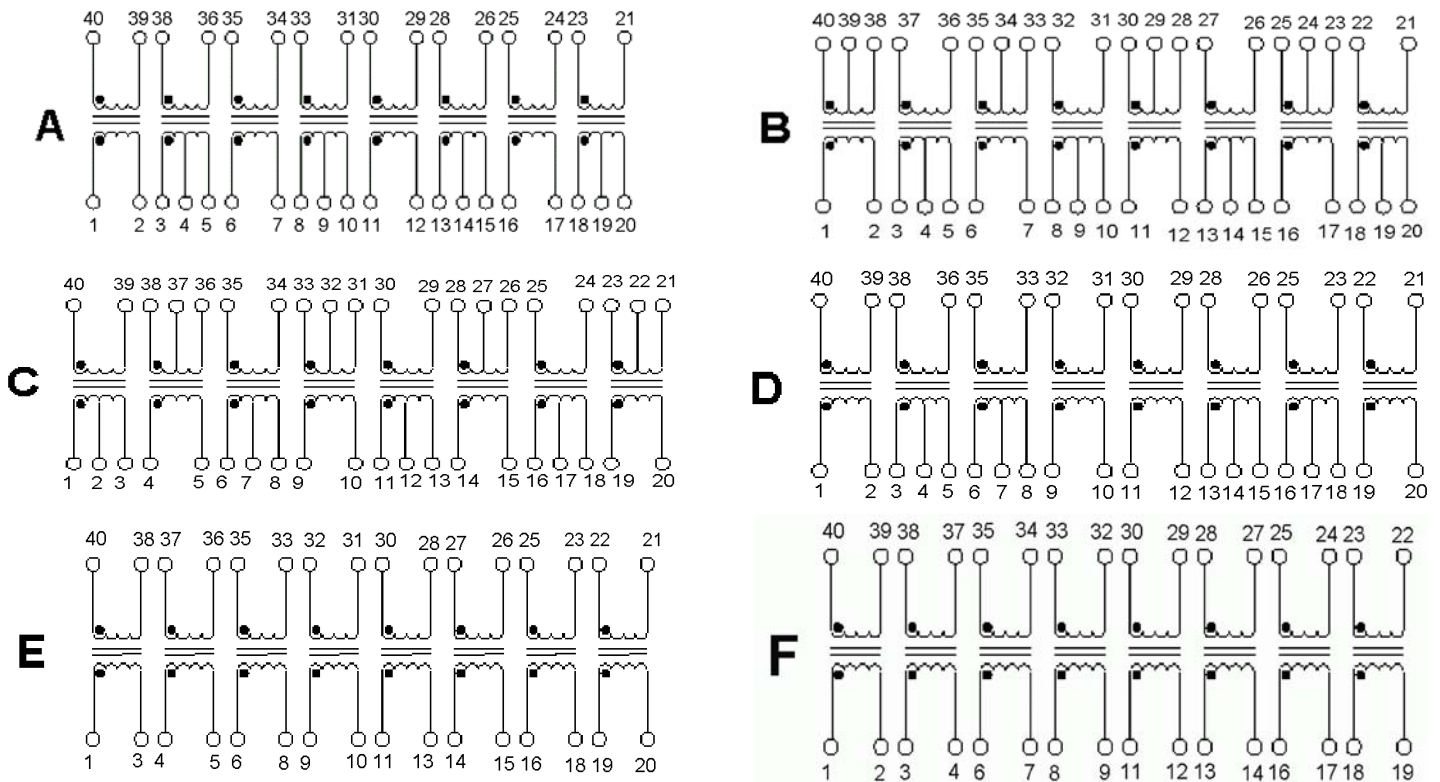 40 39 38 36 35 34 33 31 30 29 28 26 25 24 23 21
A
1 2 3 4 5 6 7 8 9 10 11 12 13 14 15 16 17 18 19 20
40 39 38 37 36 35 34 33 32 31 30 29 28 27 26 25 24 23 22 21
B
1 2 3 4 5 6 7 8 9 10 11 12 13 14 15 16 17 18 19 20
40 39 38 37 36 35 34 33 32 31 30 29 28 27 26 25 24 23 22 21
C
1 2 3 4 5 6 7 8 9 10 11 12 13 14 15 16 17 18 19 20
40 39 38 36 35 33 32 31 30 29 28 26 25 23 22 21
D
1 2 3 4 5 6 7 8 9 10 11 12 13 14 15 16 17 18 19 20
40 38 37 36 35 33 32 31 30 28 27 26 25 23 22 21
E
1 3 4 5 6 8 9 10 11 13 14 15 16 18 19 20
40 39 38 37 35 34 33 32 30 29 28 27 25 24 23 22
F
1 2 3 4 6 7 8 9 11 12 13 14 16 17 18 19